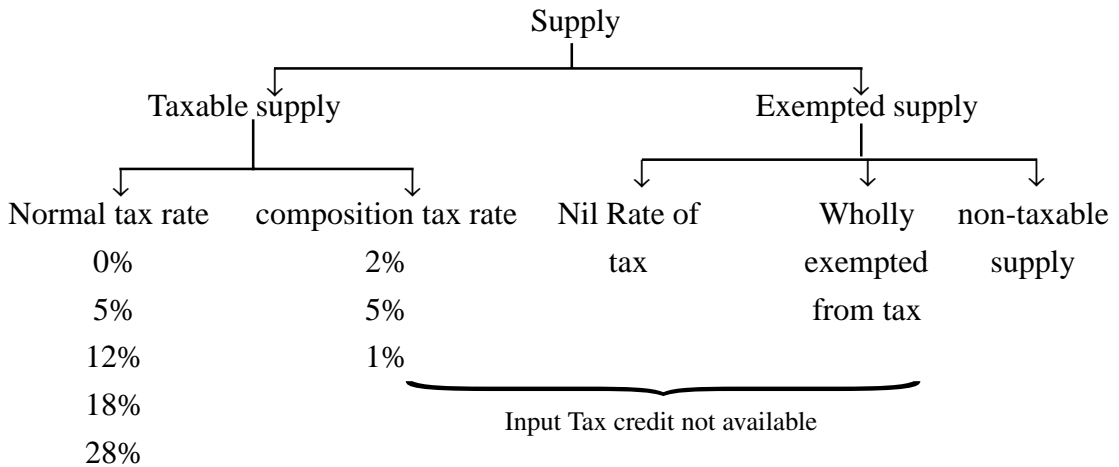 Supply
Taxable supply Exempted supply
Normal tax rate composition tax rate Nil Rate of Wholly non-taxable
0% 2% tax exempted supply
5% 5% from tax
12% 1%
18%
Input Tax credit not available
28%